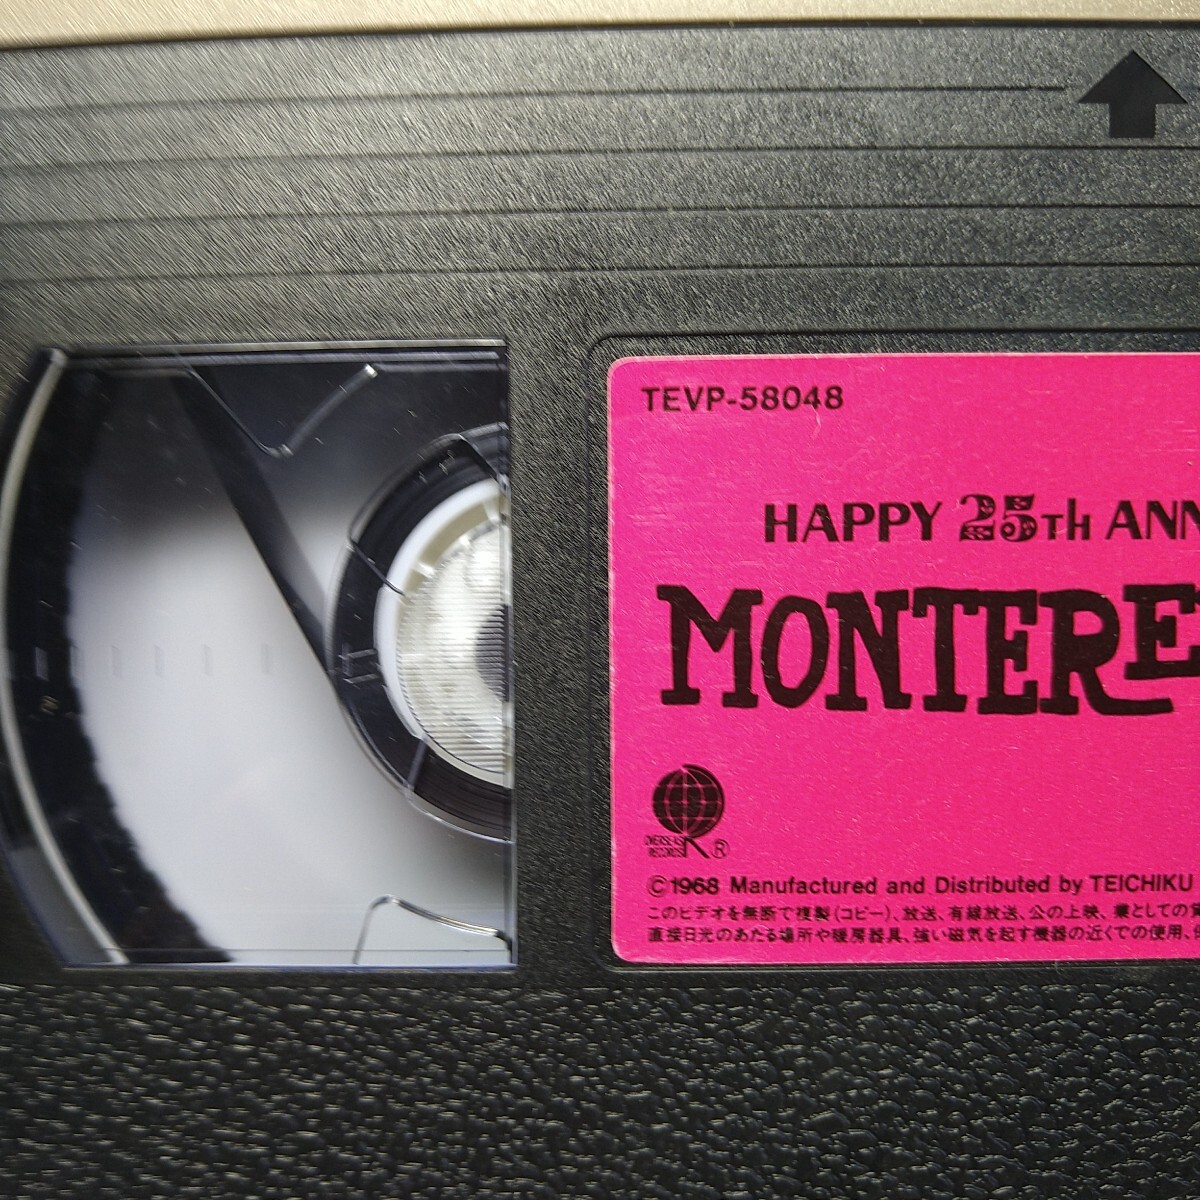 TEVP-58048
HAPPY 25TH ANN
MONTERE
OVERSEAS
RECORDS ®
©1968 Manufactured and Distributed by TEICHIKU
このビデオを無断で複製(コピー)、放送、有線放送、公の上映、業としての
直接日光のあたる場所や暖房器具、強い磁気を起す機器の近くでの使用、